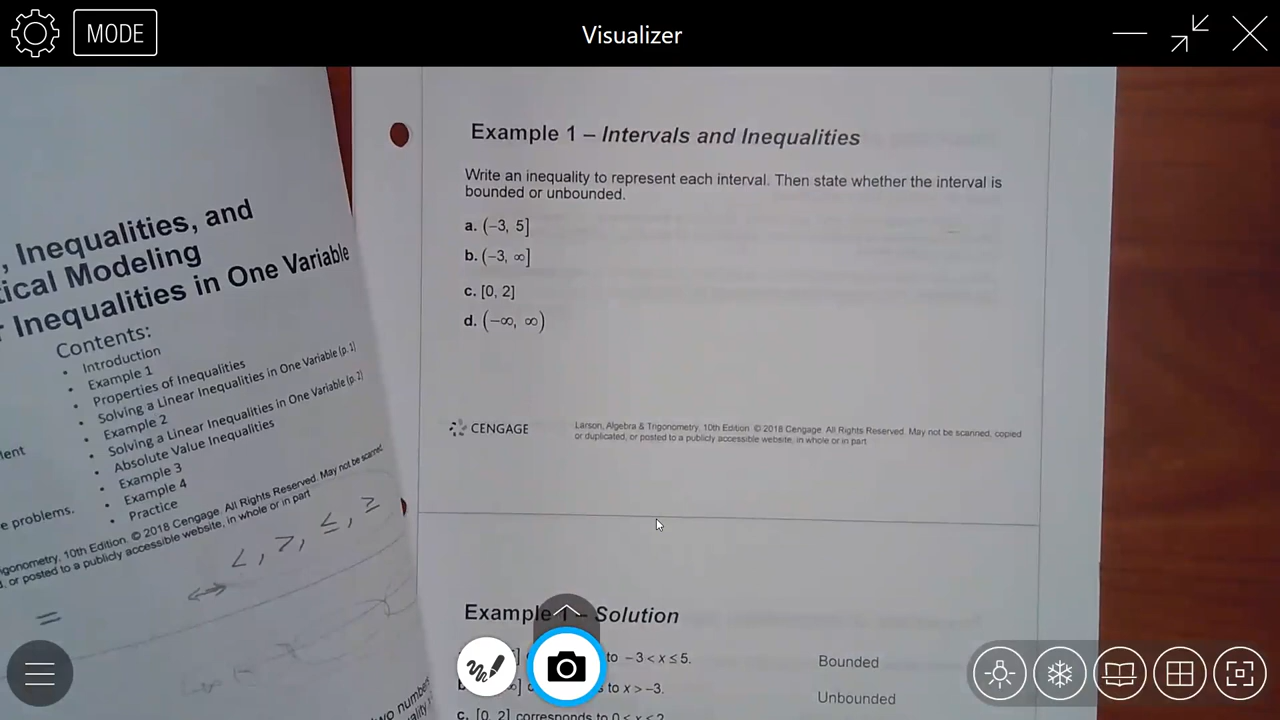 MODE
Visualizer
, Inequalities, and
tical Modeling
Inequalities in One Variable
Contents:
• Introduction
• Example 1
• Properties of Inequalities
• Solving a Linear Inequalities in One Variable (p. 1)
• Example 2
• Solving a Linear Inequalities in One Variable (p. 2)
• Absolute Value Inequalities
• Example 3
• Example 4
• Practice
e problems.
gonometry, 10th Edition. © 2018 Cengage. All Rights Reserved. May not be scanned,
or posted to a publicly accessible website, in whole or in part
<, >, ≤, ≥
=
Example 1 – Intervals and Inequalities
Write an inequality to represent each interval. Then state whether the interval is
bounded or unbounded.
a. (−3, 5]
b. (−3, ∞]
c. [0, 2]
d. (−∞, ∞)
CENGAGE
Larson, Algebra & Trigonometry, 10th Edition. © 2018 Cengage. All Rights Reserved. May not be scanned, copied
or duplicated, or posted to a publicly accessible website, in whole or in part
Example 1 – Solution
to −3 < x ≤ 5. Bounded
to x > −3. Unbounded
c. [0, 2] corresponds to 0 ≤ x ≤ 2